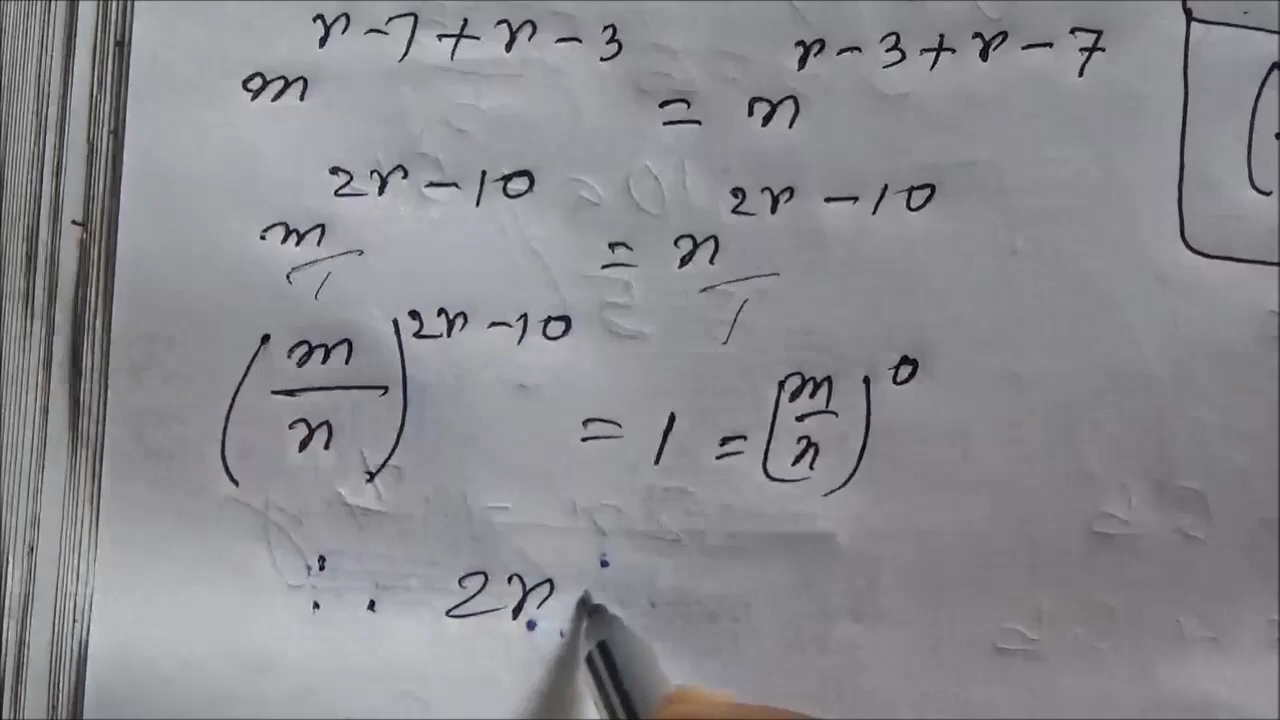 m^{r-7+r-3} = n^{r-3+r-7}
m^{2r-10} = n^{2r-10}
(m/n)^{2r-10} = 1 = (m/n)^0
∴ 2r